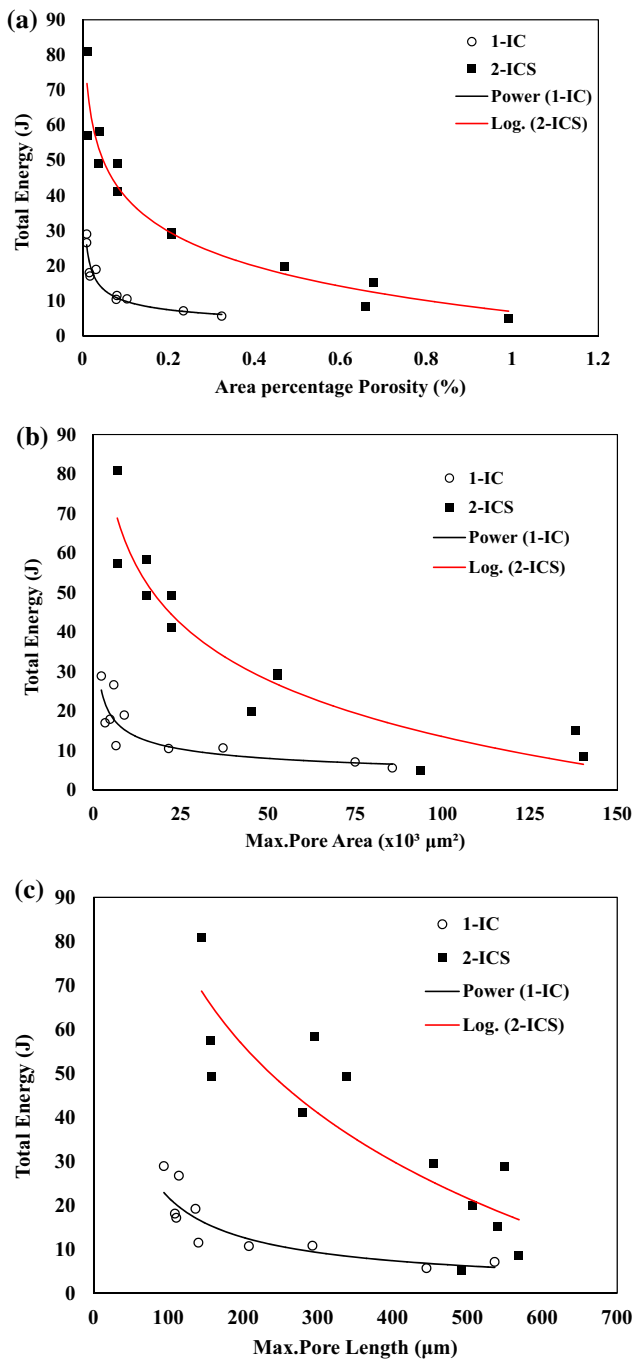 (a)
90
80
70
60
50
40
30
20
10
0
Total Energy (J)
1-IC
2-ICS
Power (1-IC)
Log. (2-ICS)
0 0.2 0.4 0.6 0.8 1 1.2
Area percentage Porosity (%)
(b)
90
80
70
60
50
40
30
20
10
0
Total Energy (J)
1-IC
2-ICS
Power (1-IC)
Log. (2-ICS)
0 25 50 75 100 125 150
Max.Pore Area (x10³ µm²)
(c)
90
80
70
60
50
40
30
20
10
0
Total Energy (J)
1-IC
2-ICS
Power (1-IC)
Log. (2-ICS)
0 100 200 300 400 500 600 700
Max.Pore Length (µm)